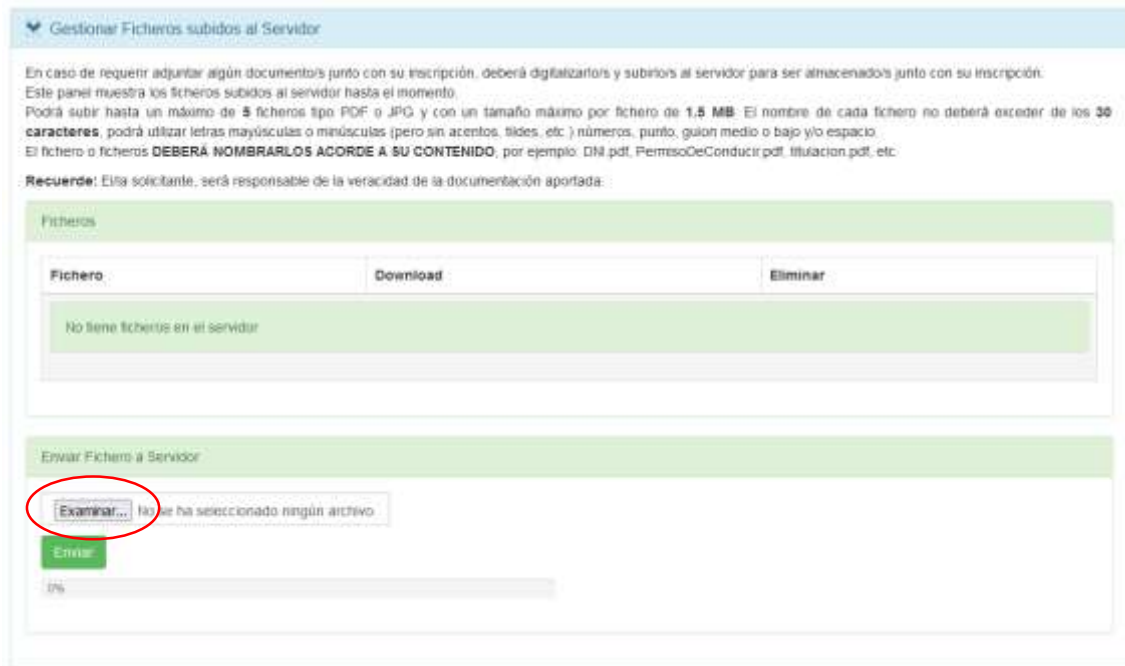 Gestionar Ficheros subidos al Servidor
En caso de requerir adjuntar algún documento/s junto con su inscripción, deberá digitalizarlo/s y subirlo/s al servidor para ser almacenado/s junto con su inscripción.
Este panel muestra los ficheros subidos al servidor hasta el momento.
Podrá subir hasta un máximo de 5 ficheros tipo PDF o JPG y con un tamaño máximo por fichero de 1.5 MB. El nombre de cada fichero no deberá exceder de los 30
caracteres, podrá utilizar letras mayúsculas o minúsculas (pero sin acentos, tildes, etc.) números, punto, guion medio o bajo y/o espacio.
El fichero o ficheros DEBERÁ NOMBRARLOS ACORDE A SU CONTENIDO, por ejemplo: DNI.pdf, PermisoDeConducir.pdf, titulacion.pdf, etc.
Recuerde: El/la solicitante, será responsable de la veracidad de la documentación aportada.
Ficheros
Fichero Download Eliminar
No tiene ficheros en el servidor
Enviar Fichero a Servidor
Examinar... No se ha seleccionado ningún archivo.
Enviar
0%